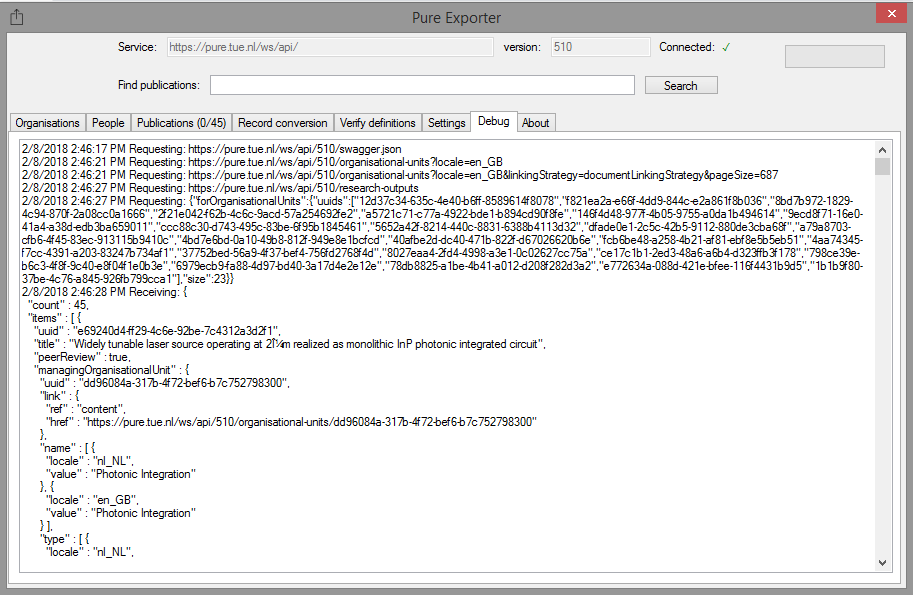 Pure Exporter
Service: https://pure.tue.nl/ws/api/ version: 510 Connected: ✓
Find publications: Search
Organisations People Publications (0/45) Record conversion Verify definitions Settings Debug About
2/8/2018 2:46:17 PM Requesting: https://pure.tue.nl/ws/api/510/swagger.json
2/8/2018 2:46:21 PM Requesting: https://pure.tue.nl/ws/api/510/organisational-units?locale=en_GB
2/8/2018 2:46:21 PM Requesting: https://pure.tue.nl/ws/api/510/organisational-units?locale=en_GB&linkingStrategy=documentLinkingStrategy&pageSize=687
2/8/2018 2:46:27 PM Requesting: https://pure.tue.nl/ws/api/510/research-outputs
2/8/2018 2:46:27 PM Requesting: {"forOrganisationalUnits":{"uuids":["12d37c34-635c-4e40-b6ff-8589614f8078","f821ea2a-e66f-4dd9-844c-e2a861f8b036","8bd7b972-1829-
4c94-870f-2a08cc0a1666","2f21e042-f62b-4c6c-9acd-57a254692fe2","a5721c71-c77a-4922-bde1-b894cd90f8fe","146f4d48-977f-4b05-9755-a0da1b494614","9ecd8f71-16e0-
41a4-a38d-edb3ba659011","ccc88c30-d743-495c-83be-6f95b1845461","5652a42f-8214-440c-8831-6388b4113d32","dfade0e1-2c5c-42b5-9112-880de3cba68f","a79a8703-
cfb6-4f45-83ec-913115b9410c","4bd7e6bd-0a10-49b8-812f-949e8e1bcfcd","40afbe2d-dc40-471b-822f-d67026620b6e","fcb6be48-a258-4b21-af81-ebf8e5b5eb51","4aa74345-
f7cc-4391-a203-83247b734af1","37752bed-56a9-4f37-bef4-756fd2768f4d","8027eaa4-2fd4-4998-a3e1-0c02627cc75a","ce17c1b1-2ed3-48a6-a6b4-d323ffb3f178","798ce39e-
b6c3-4f8f-9c40-e8f04f1e0b3e","6979ecb9-fa88-4d97-bd40-3a17d4e2e12e","78db8825-a1be-4b41-a012-d208f282d3a2","e772634a-088d-421e-bfee-116f4431b9d5","1b1b9f80-
37be-4c76-a845-926fb799cca1"],"size":23}}
2/8/2018 2:46:28 PM Receiving: {
"count" : 45,
"items" : [ {
"uuid" : "e69240d4-ff29-4c6e-92be-7c4312a3d2f1",
"title" : "Widely tunable laser source operating at 2Î¼m realized as monolithic InP photonic integrated circuit",
"peerReview" : true,
"managingOrganisationalUnit" : {
"uuid" : "dd96084a-317b-4f72-bef6-b7c752798300",
"link" : {
"ref" : "content",
"href" : "https://pure.tue.nl/ws/api/510/organisational-units/dd96084a-317b-4f72-bef6-b7c752798300"
},
"name" : [ {
"locale" : "nl_NL",
"value" : "Photonic Integration"
}, {
"locale" : "en_GB",
"value" : "Photonic Integration"
} ],
"type" : [ {
"locale" : "nl_NL",